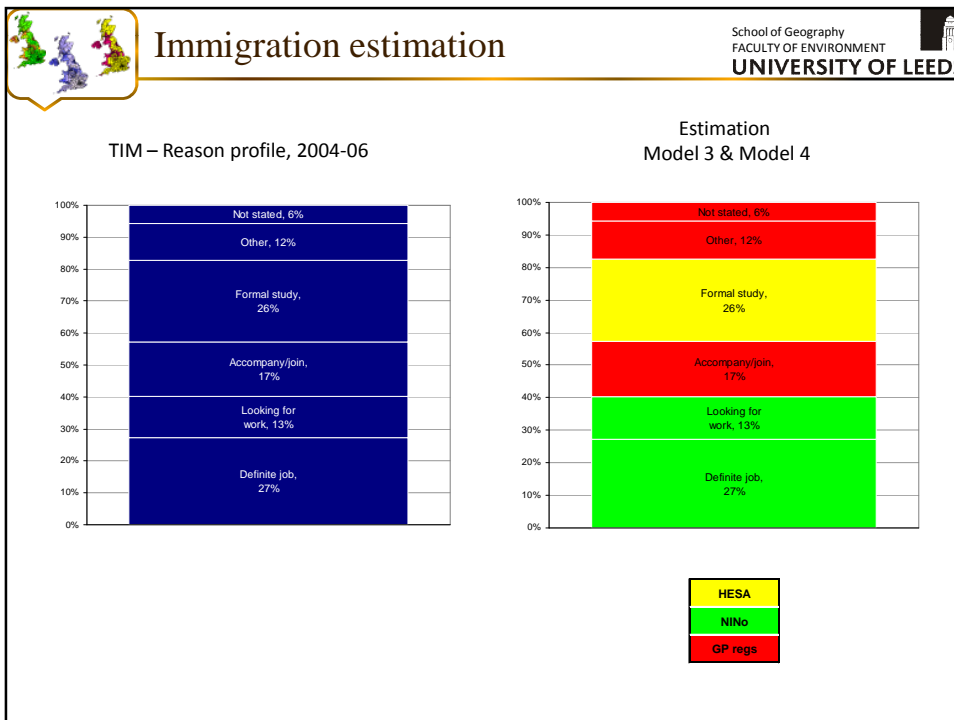 Immigration estimation
School of Geography
FACULTY OF ENVIRONMENT
UNIVERSITY OF LEEDS
TIM – Reason profile, 2004-06
100%
90%
80%
70%
60%
50%
40%
30%
20%
10%
0%
Not stated, 6%
Other, 12%
Formal study,
26%
Accompany/join,
17%
Looking for
work, 13%
Definite job,
27%
Estimation
Model 3 & Model 4
100%
90%
80%
70%
60%
50%
40%
30%
20%
10%
0%
Not stated, 6%
Other, 12%
Formal study,
26%
Accompany/join,
17%
Looking for
work, 13%
Definite job,
27%
HESA
NINo
GP regs